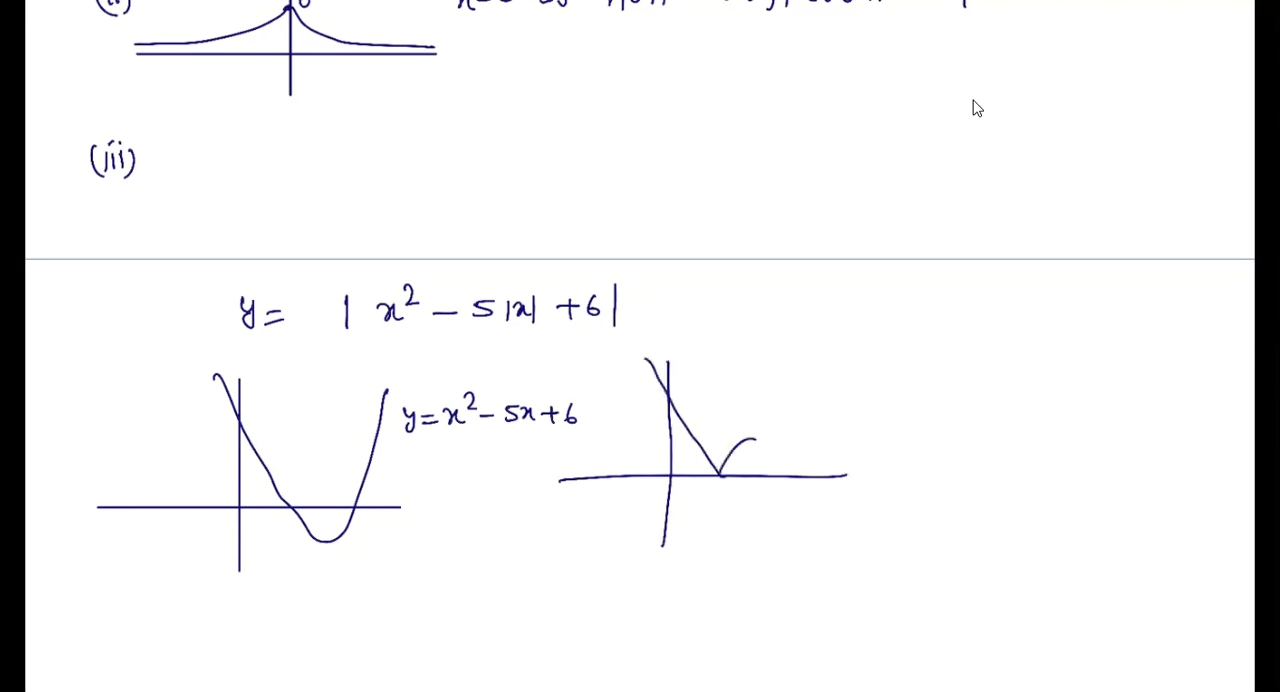 (iii)
y = | x² - 5|x| + 6 |
y = x² - 5x + 6